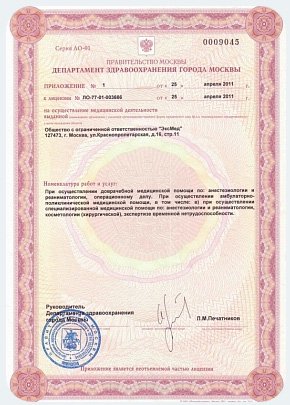 Серия АО-01
0009045
ПРАВИТЕЛЬСТВО МОСКВЫ
ДЕПАРТАМЕНТ ЗДРАВООХРАНЕНИЯ ГОРОДА МОСКВЫ
ПРИЛОЖЕНИЕ № 1 от « 25 » апреля 2011 г.
к лицензии № ЛО-77-01-003666 от « 25 » апреля 2011 г.
на осуществление медицинской деятельности
выданной
Общество с ограниченной ответственностью "ЭксМед"
127473, г. Москва, ул.Краснопролетарская, д.16, стр.11
Номенклатура работ и услуг:
При осуществлении доврачебной медицинской помощи по: анестезиологии и
реаниматологии, операционному делу. При осуществлении амбулаторно-
поликлинической медицинской помощи, в том числе: в) при осуществлении
специализированной медицинской помощи по: анестезиологии и реаниматологии,
косметологии (хирургической), экспертизе временной нетрудоспособности.
Руководитель
Департамента здравоохранения
города Москвы
Л.М.Печатников
Приложение является неотъемлемой частью лицензии